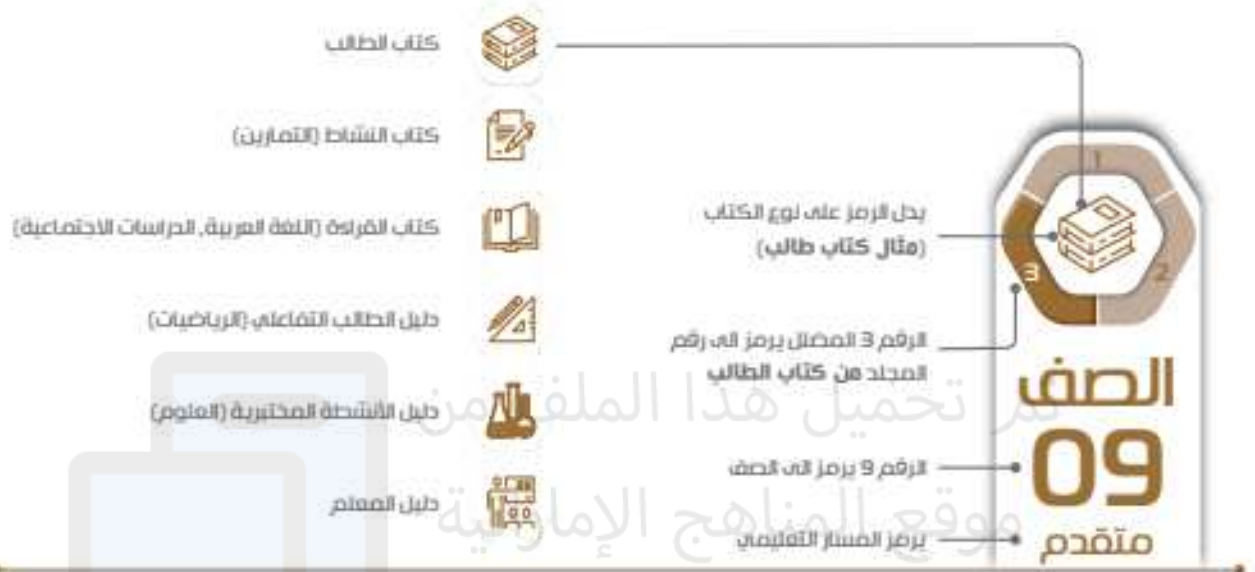 1
2
3
الصف
09
متقدم
يدل الرمز على نوع الكتاب
(مثال كتاب طالب)
الرقم 3 المضلل يرمز الى رقم
المجلد من كتاب الطالب
الرقم 9 يرمز الى الصف
يرمز المسار التعليمي
كتاب الطالب
كتاب النشاط (التمارين)
كتاب القراءة (اللغة العربية, الدراسات الاجتماعية)
دليل الطالب التفاعلي (الرياضيات)
دليل الأنشطة المختبرية (العلوم)
دليل المعلم
تم تحميل هذا الملف من
موقع المناهج الإماراتية